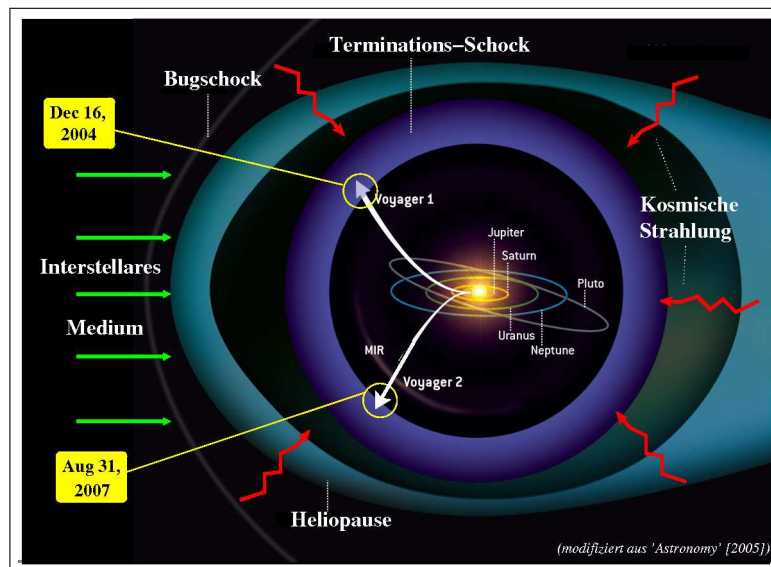 Terminations–Schock
Bugschock
Dec 16,
2004
Voyager 1
Kosmische
Strahlung
Jupiter
Saturn
Interstellares
Medium
Pluto
Uranus
Neptune
MIR
Voyager 2
Aug 31,
2007
Heliopause
(modifiziert aus 'Astronomy' [2005])